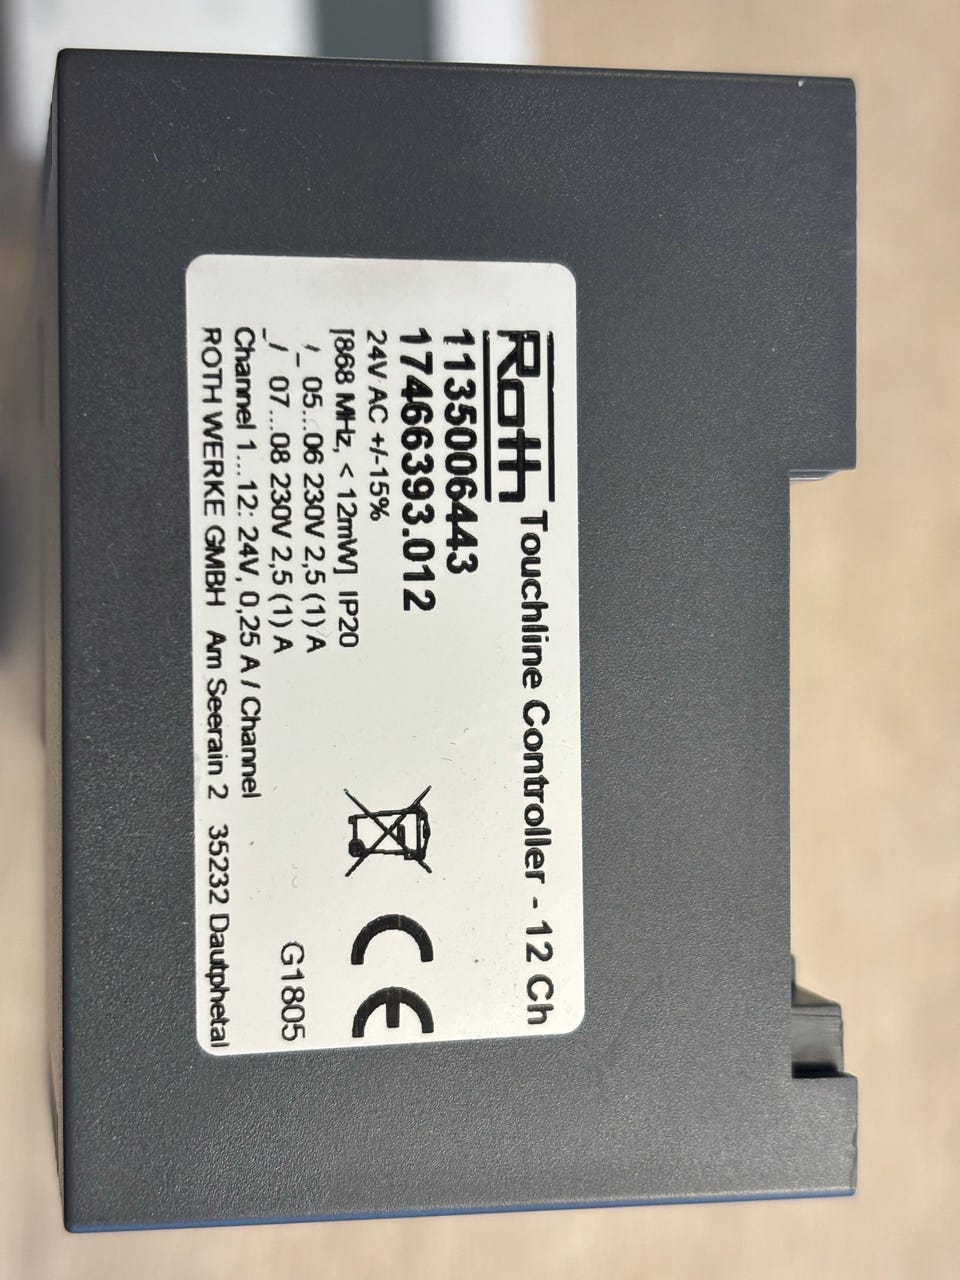 Roth Touchline Controller - 12 Ch
1135006443
17466393.012
24V AC +/-15%
[868 MHz, < 12mW] IP20
_/_ 05...06 230V 2,5 (1) A
_/_ 07...08 230V 2,5 (1) A
Channel 1...12: 24V, 0,25 A / Channel
G1805
ROTH WERKE GMBH Am Seerain 2 35232 Dautphetal
CE